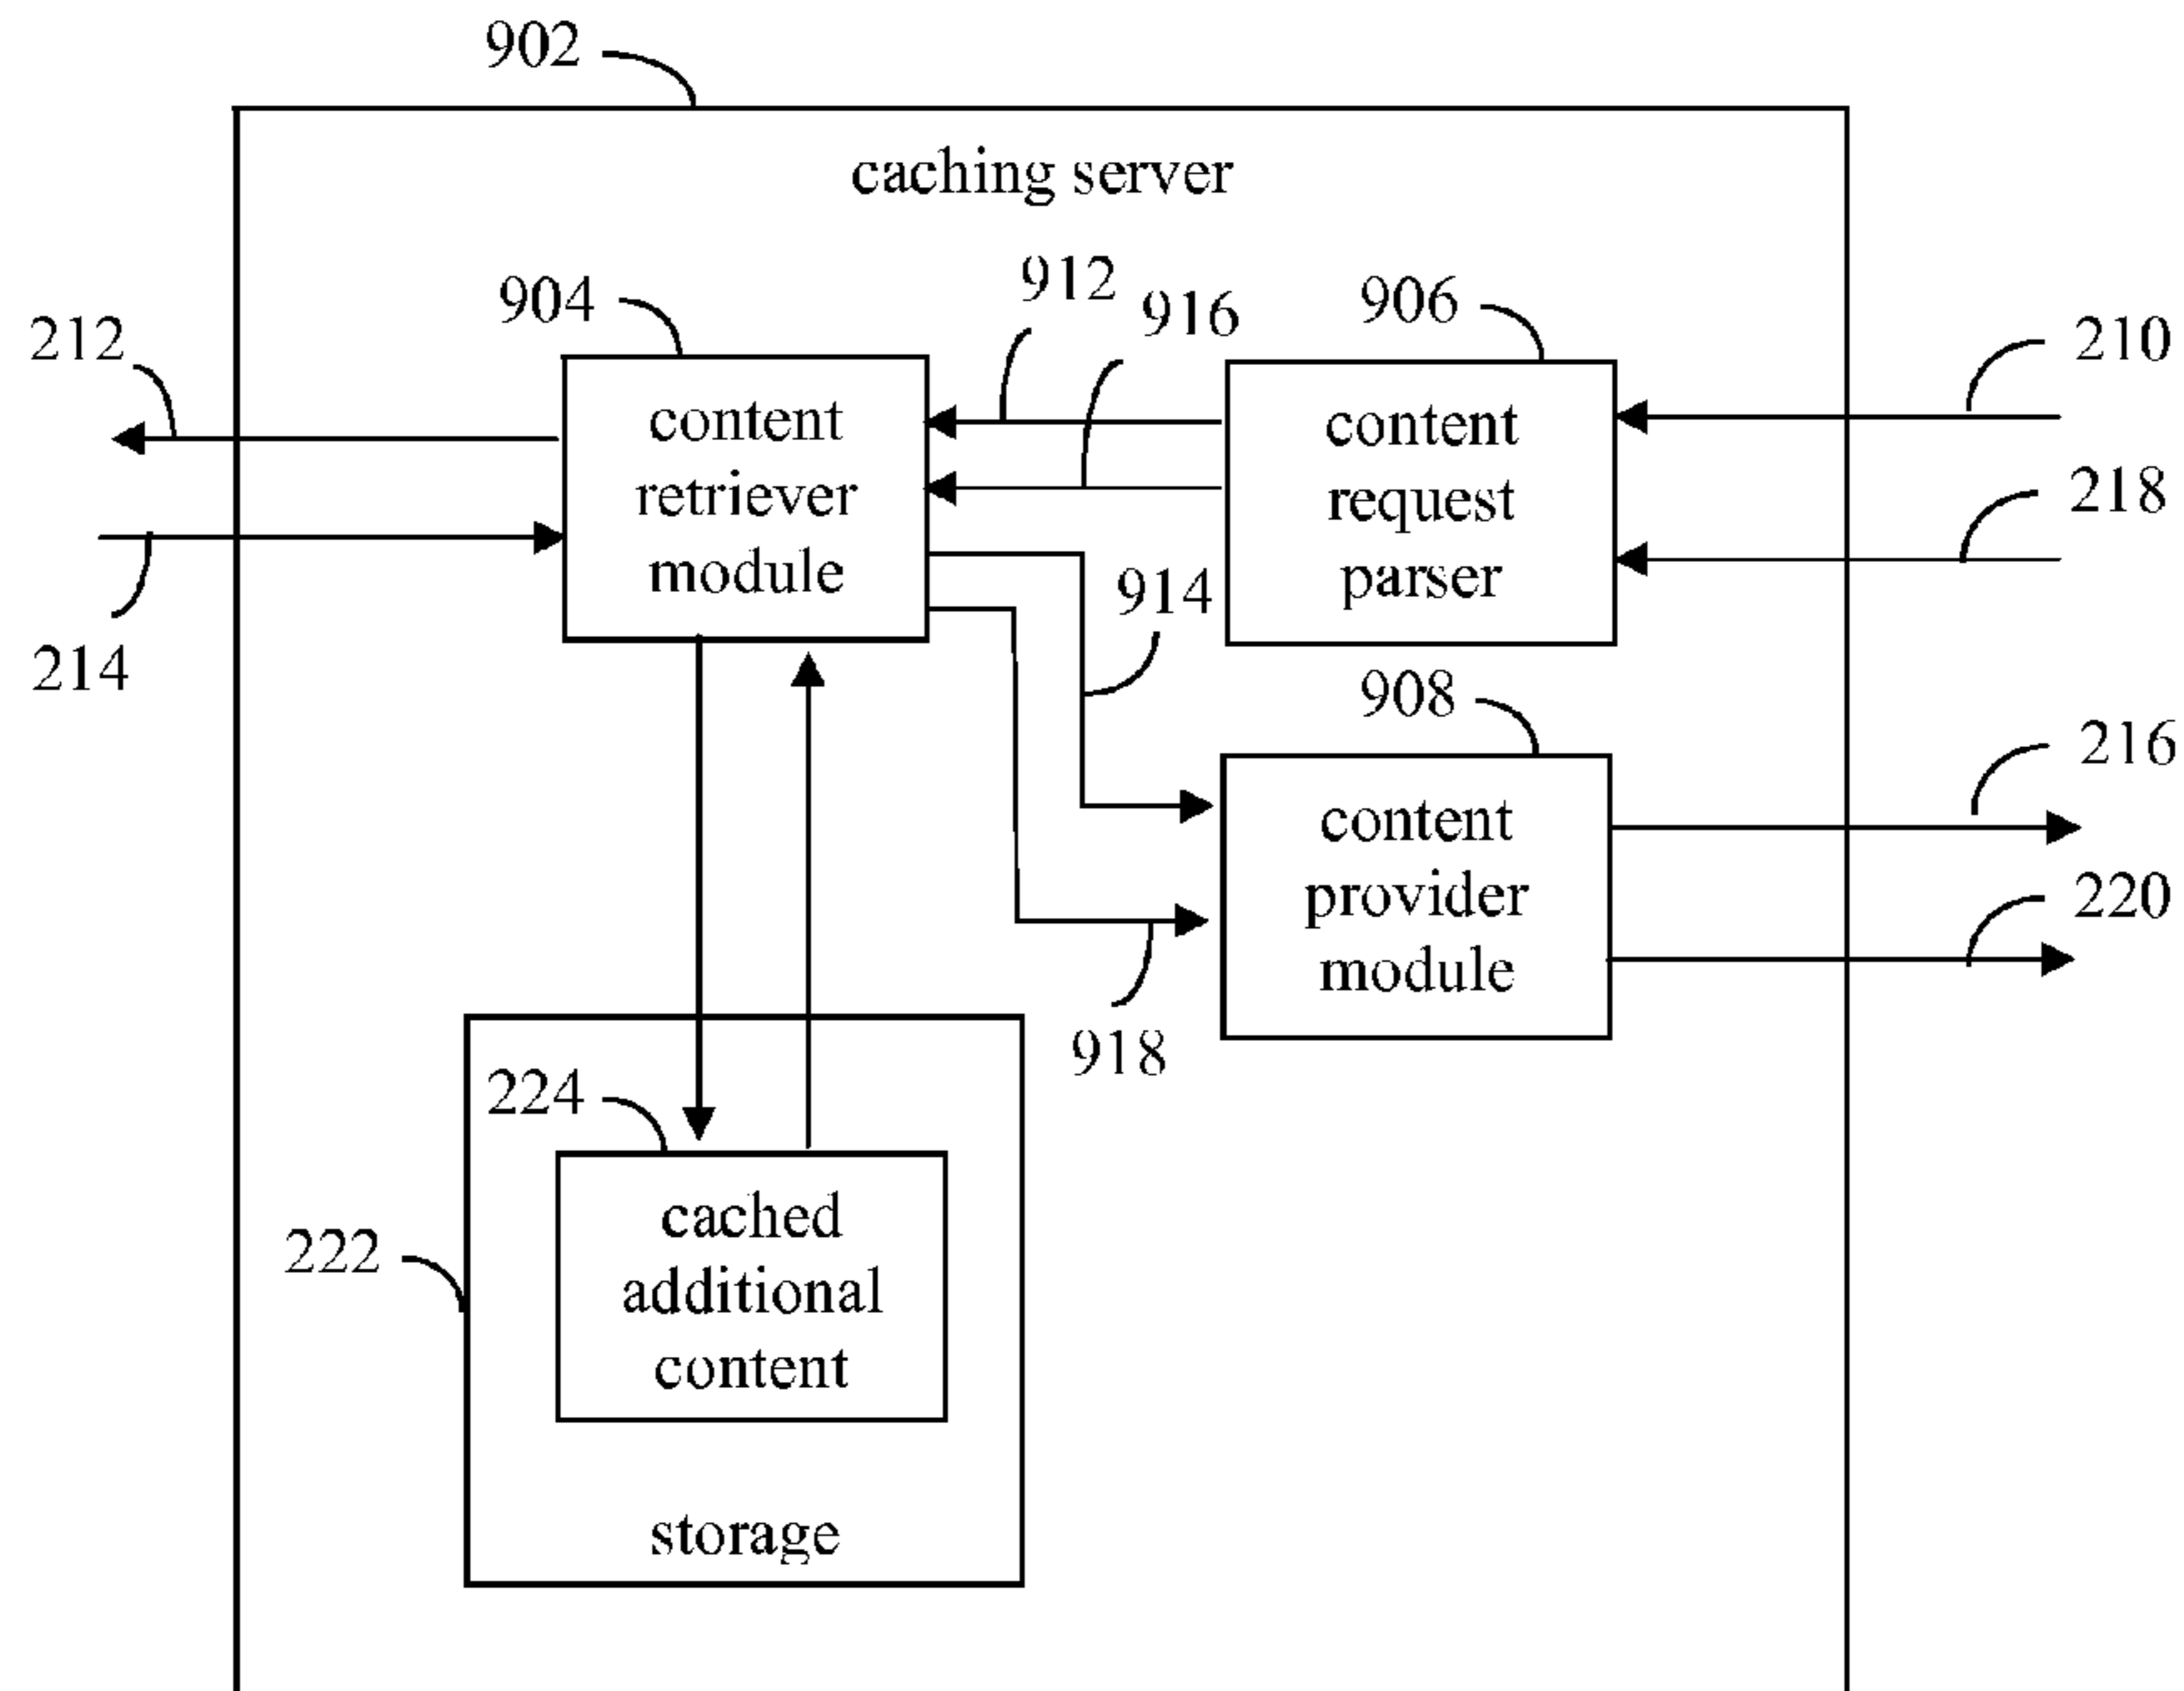 902
caching server
904
912
916
906
212
210
content
retriever
module
content
request
parser
218
214
914
908
216
content
provider
module
220
918
224
222
cached
additional
content
storage